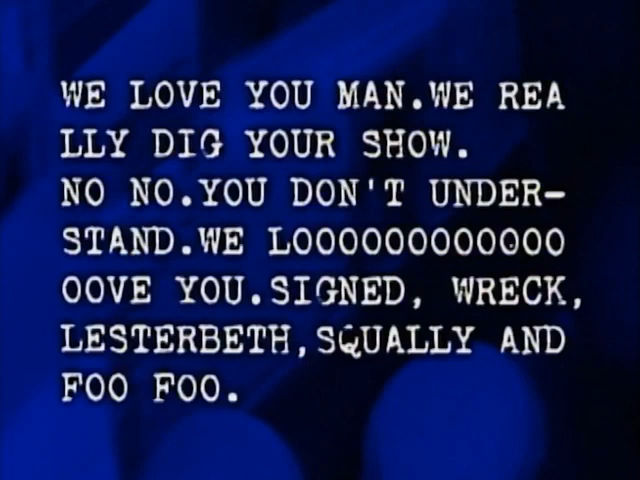 WE LOVE YOU MAN.WE REA
LLY DIG YOUR SHOW.
NO NO.YOU DON'T UNDER-
STAND.WE LOOOOOOOOOOOO
OOVE YOU.SIGNED, WRECK,
LESTERBETH,SQUALLY AND
FOO FOO.